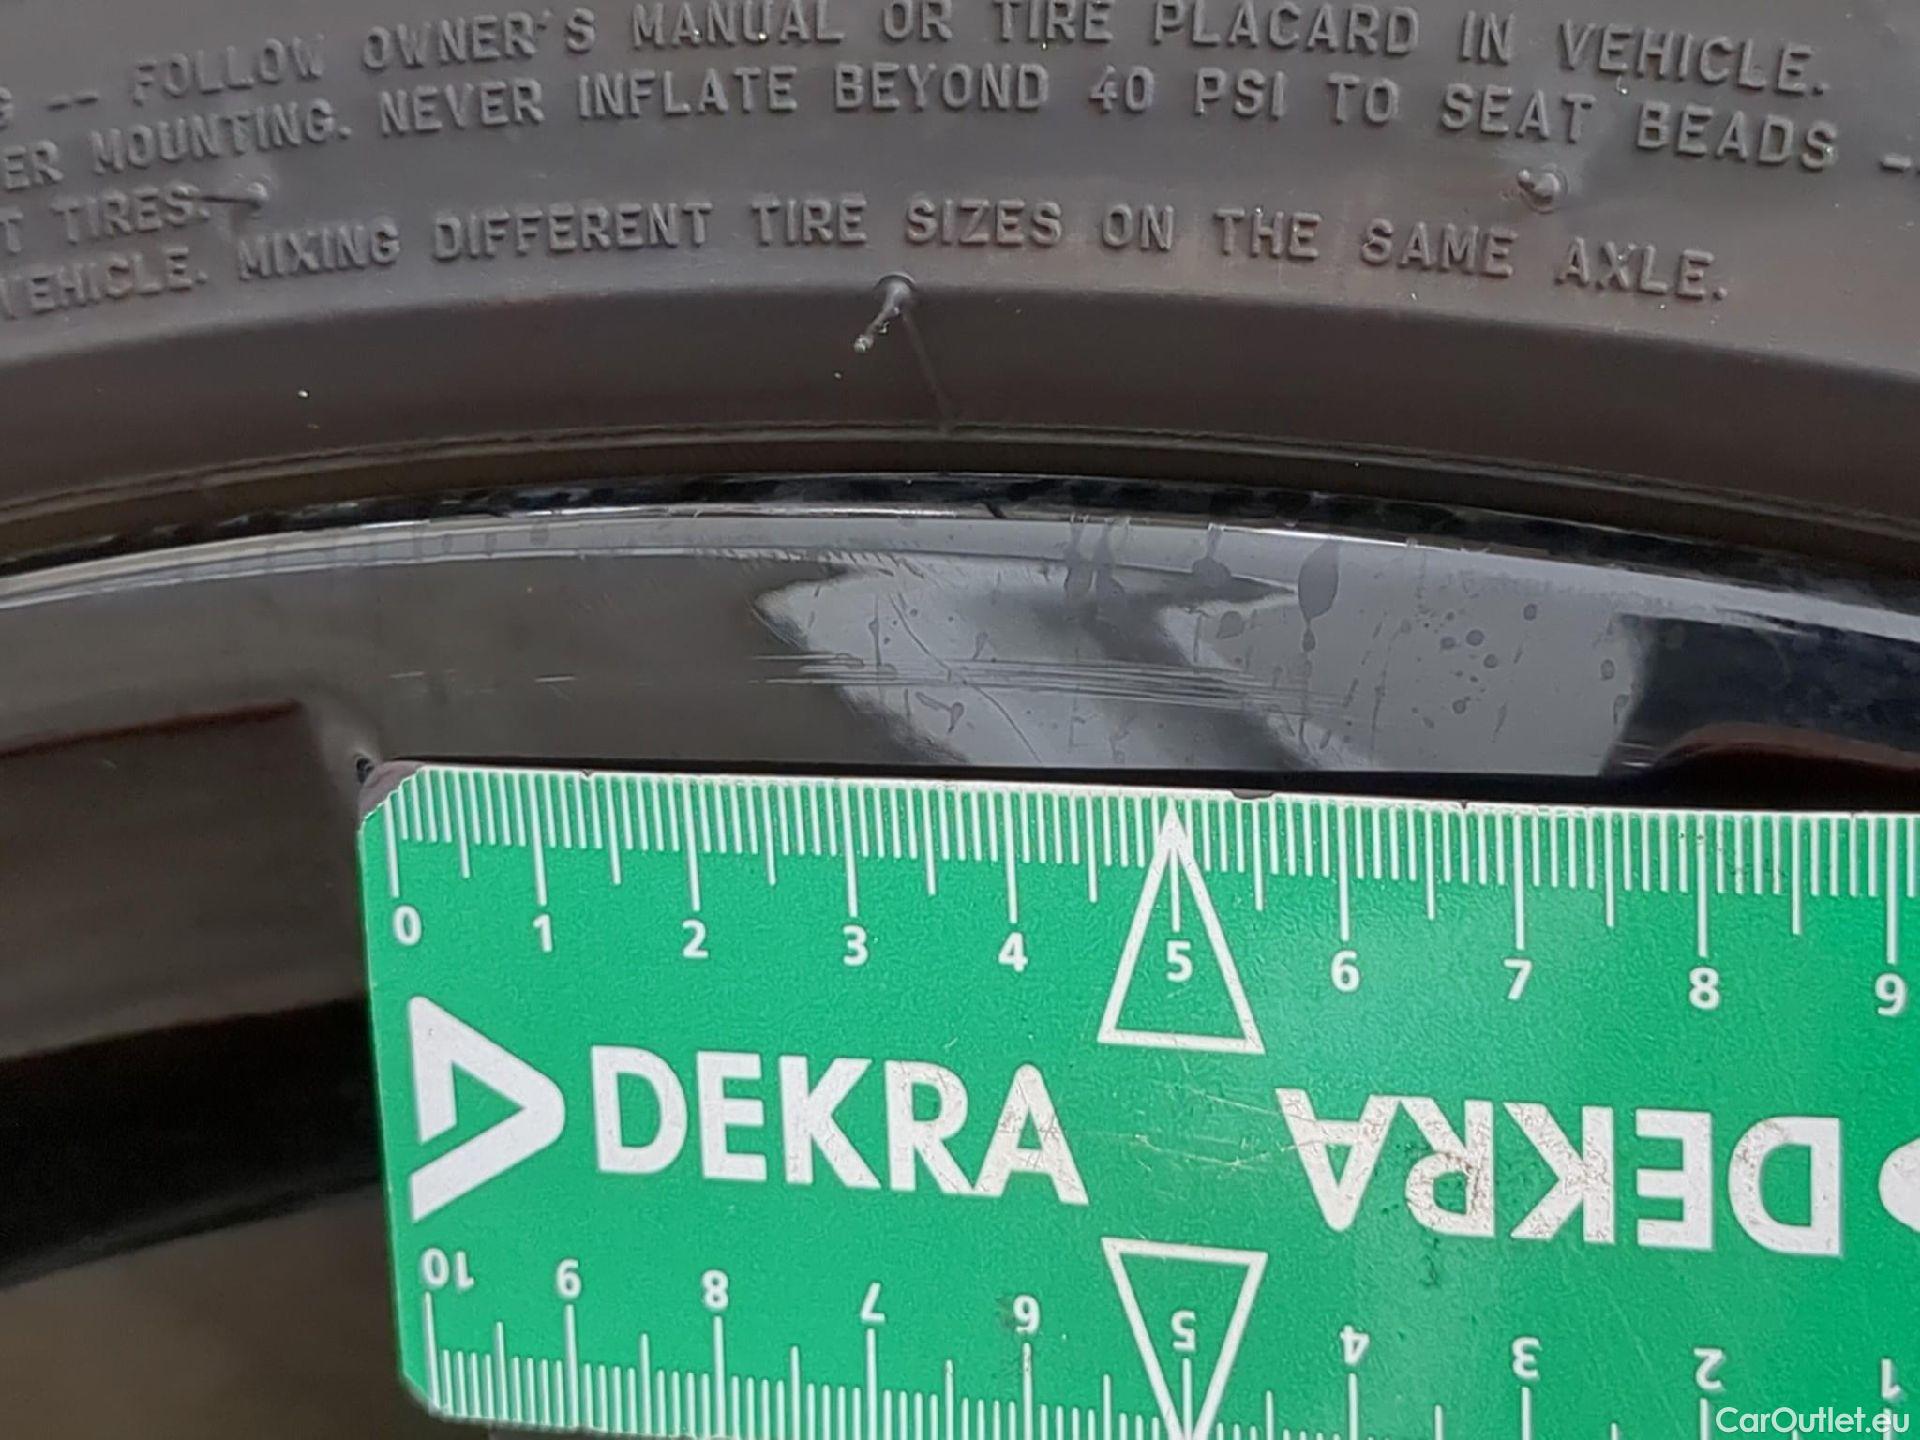 -- FOLLOW OWNER'S MANUAL OR TIRE PLACARD IN VEHICLE.
ER MOUNTING. NEVER INFLATE BEYOND 40 PSI TO SEAT BEADS --
T TIRES.
VEHICLE. MIXING DIFFERENT TIRE SIZES ON THE SAME AXLE.
0 1 2 3 4 5 6 7 8 9
DEKRA
DEKRA
10 9 8 7 6 5 4 3 2 1
CarOutlet.eu